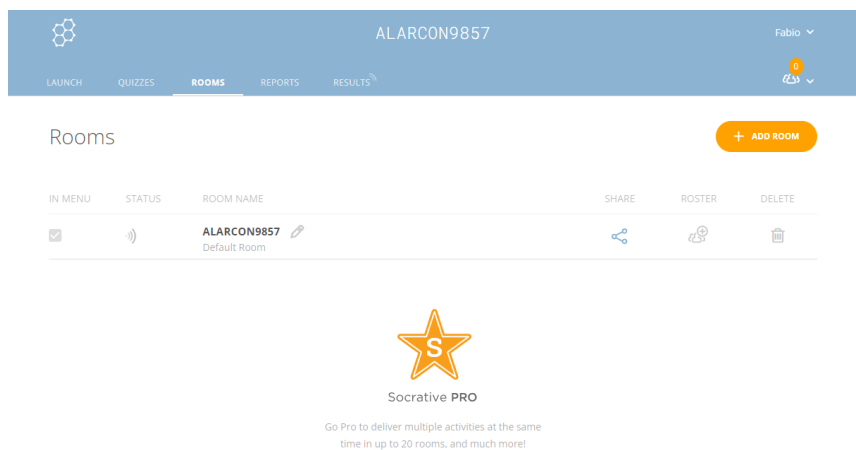 ALARCON9857
Fabio
0
LAUNCH QUIZZES ROOMS REPORTS RESULTS
Rooms
+ ADD ROOM
IN MENU STATUS ROOM NAME SHARE ROSTER DELETE
ALARCON9857
Default Room
S
Socrative PRO
Go Pro to deliver multiple activities at the same
time in up to 20 rooms, and much more!